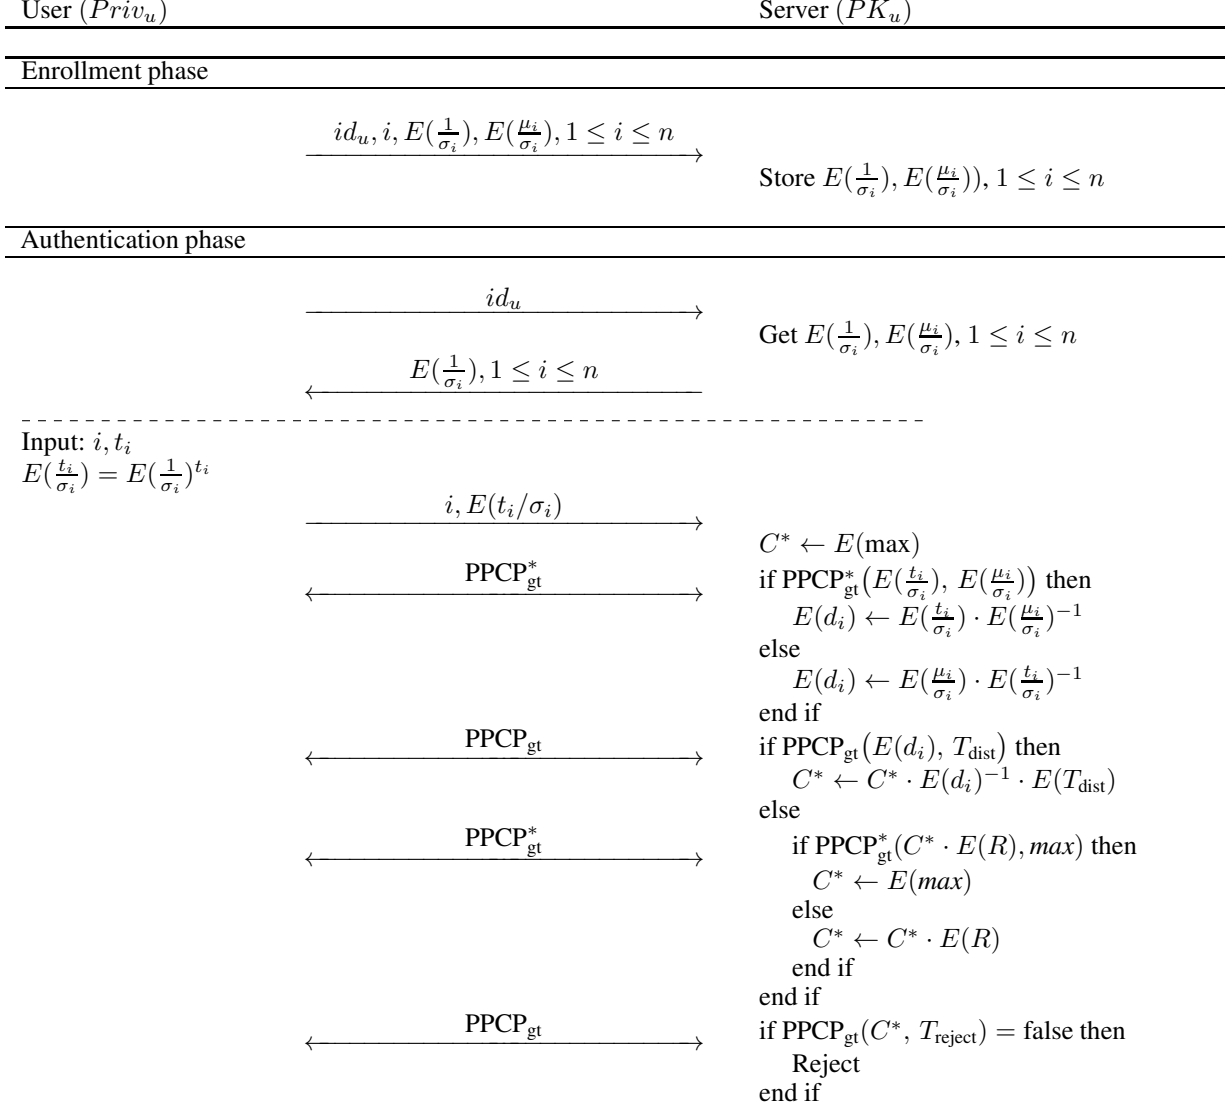 User (Priv_u) Server (PK_u)
Enrollment phase
id_u, i, E(1/σ_i), E(μ_i/σ_i), 1 ≤ i ≤ n
Store E(1/σ_i), E(μ_i/σ_i)), 1 ≤ i ≤ n
Authentication phase
id_u
Get E(1/σ_i), E(μ_i/σ_i), 1 ≤ i ≤ n
E(1/σ_i), 1 ≤ i ≤ n
Input: i, t_i
E(t_i/σ_i) = E(1/σ_i)^{t_i}
i, E(t_i/σ_i)
C* ← E(max)
PPCP*_gt if PPCP*_gt(E(t_i/σ_i), E(μ_i/σ_i)) then
E(d_i) ← E(t_i/σ_i) · E(μ_i/σ_i)^{-1}
else
E(d_i) ← E(μ_i/σ_i) · E(t_i/σ_i)^{-1}
end if
PPCP_gt if PPCP_gt(E(d_i), T_dist) then
C* ← C* · E(d_i)^{-1} · E(T_dist)
else
PPCP*_gt if PPCP*_gt(C* · E(R), max) then
C* ← E(max)
else
C* ← C* · E(R)
end if
end if
PPCP_gt if PPCP_gt(C*, T_reject) = false then
Reject
end if